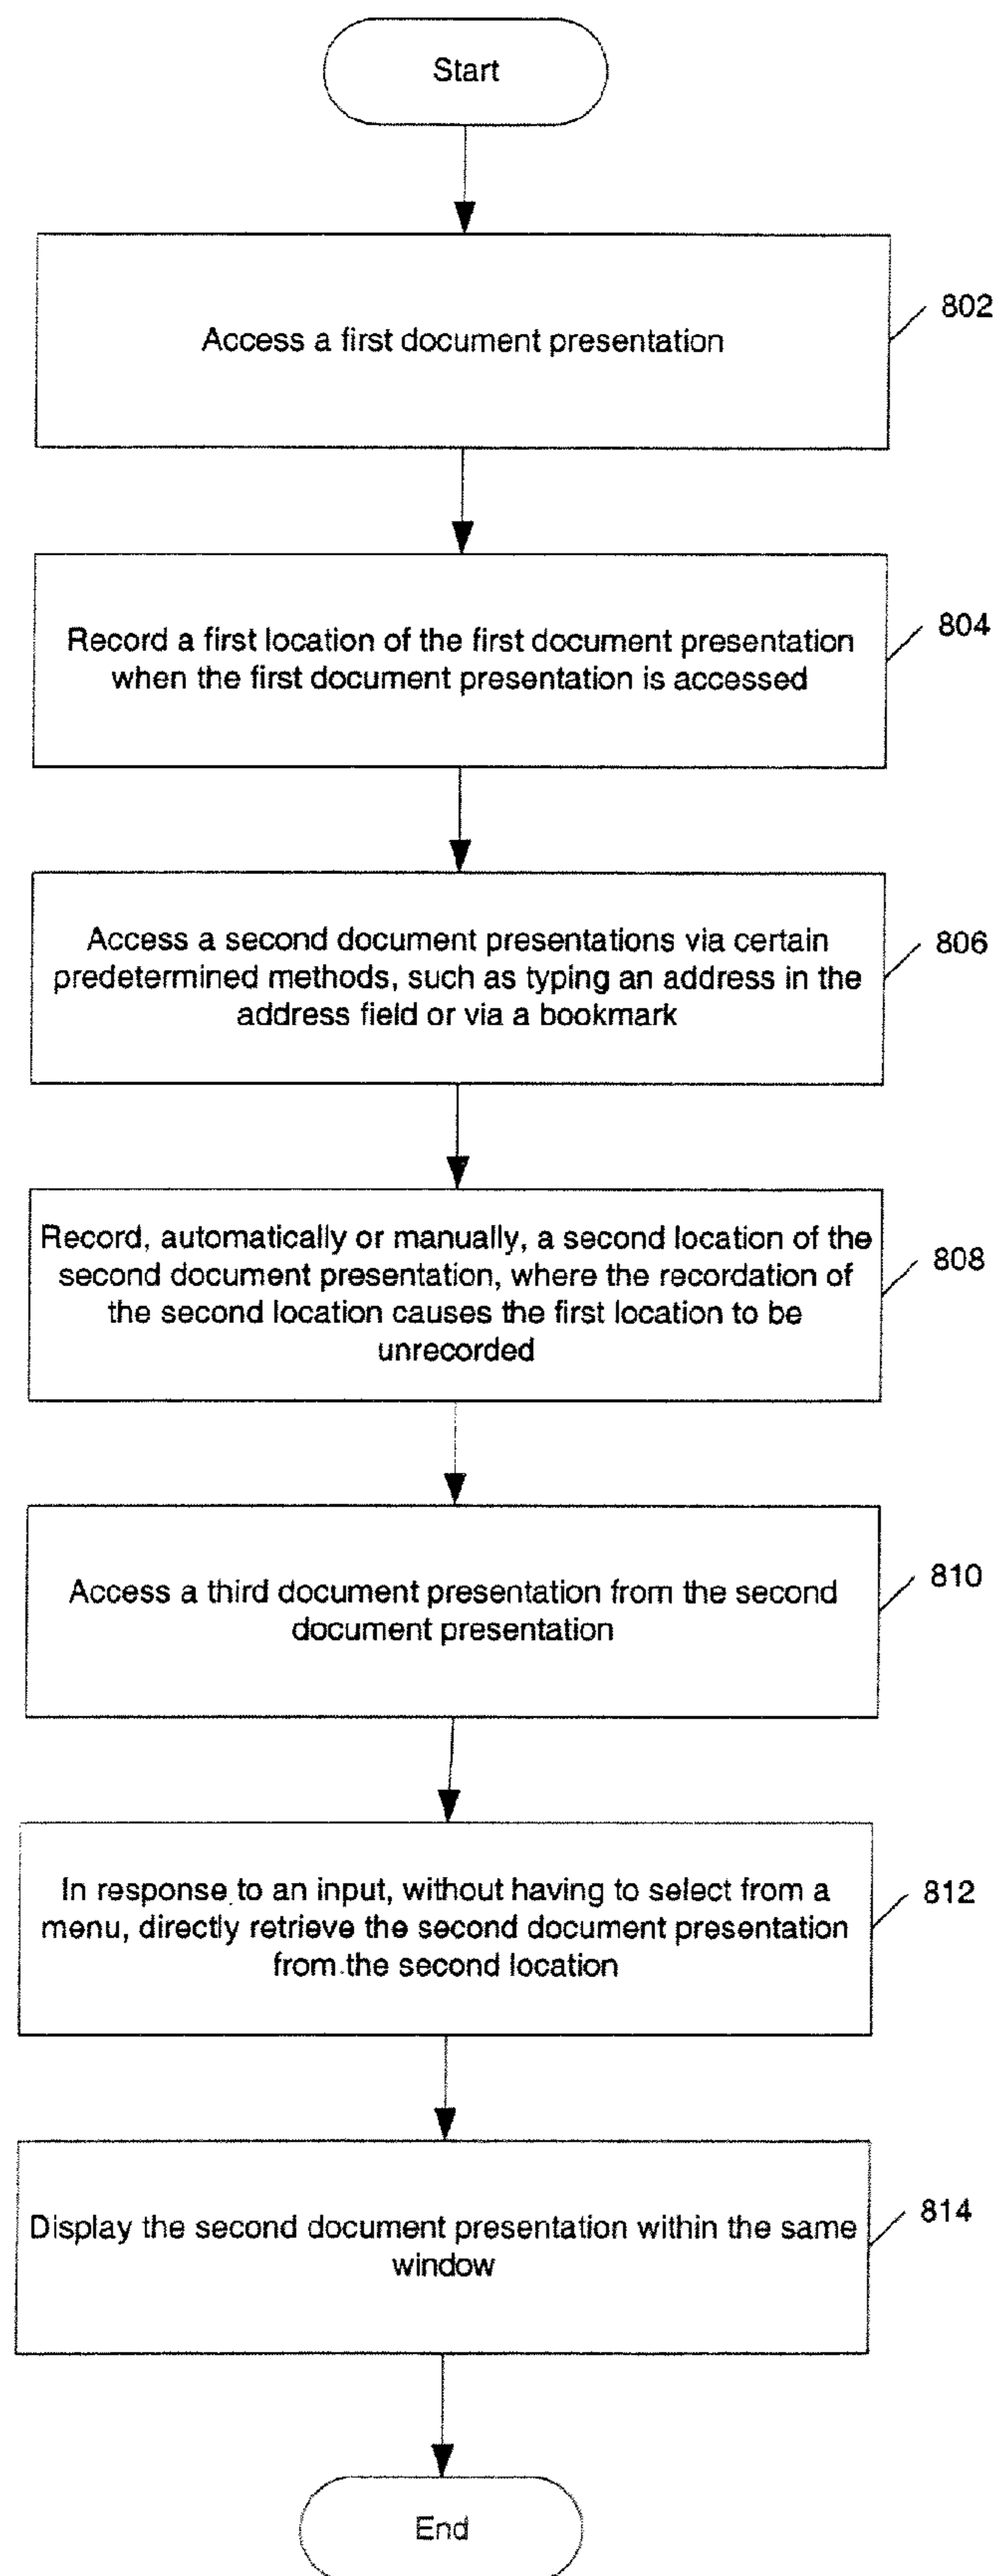 Start
Access a first document presentation
802
Record a first location of the first document presentation
when the first document presentation is accessed
804
Access a second document presentations via certain
predetermined methods, such as typing an address in the
address field or via a bookmark
806
Record, automatically or manually, a second location of the
second document presentation, where the recordation of
the second location causes the first location to be
unrecorded
808
Access a third document presentation from the second
document presentation
810
In response to an input, without having to select from a
menu, directly retrieve the second document presentation
from the second location
812
Display the second document presentation within the same
window
814
End